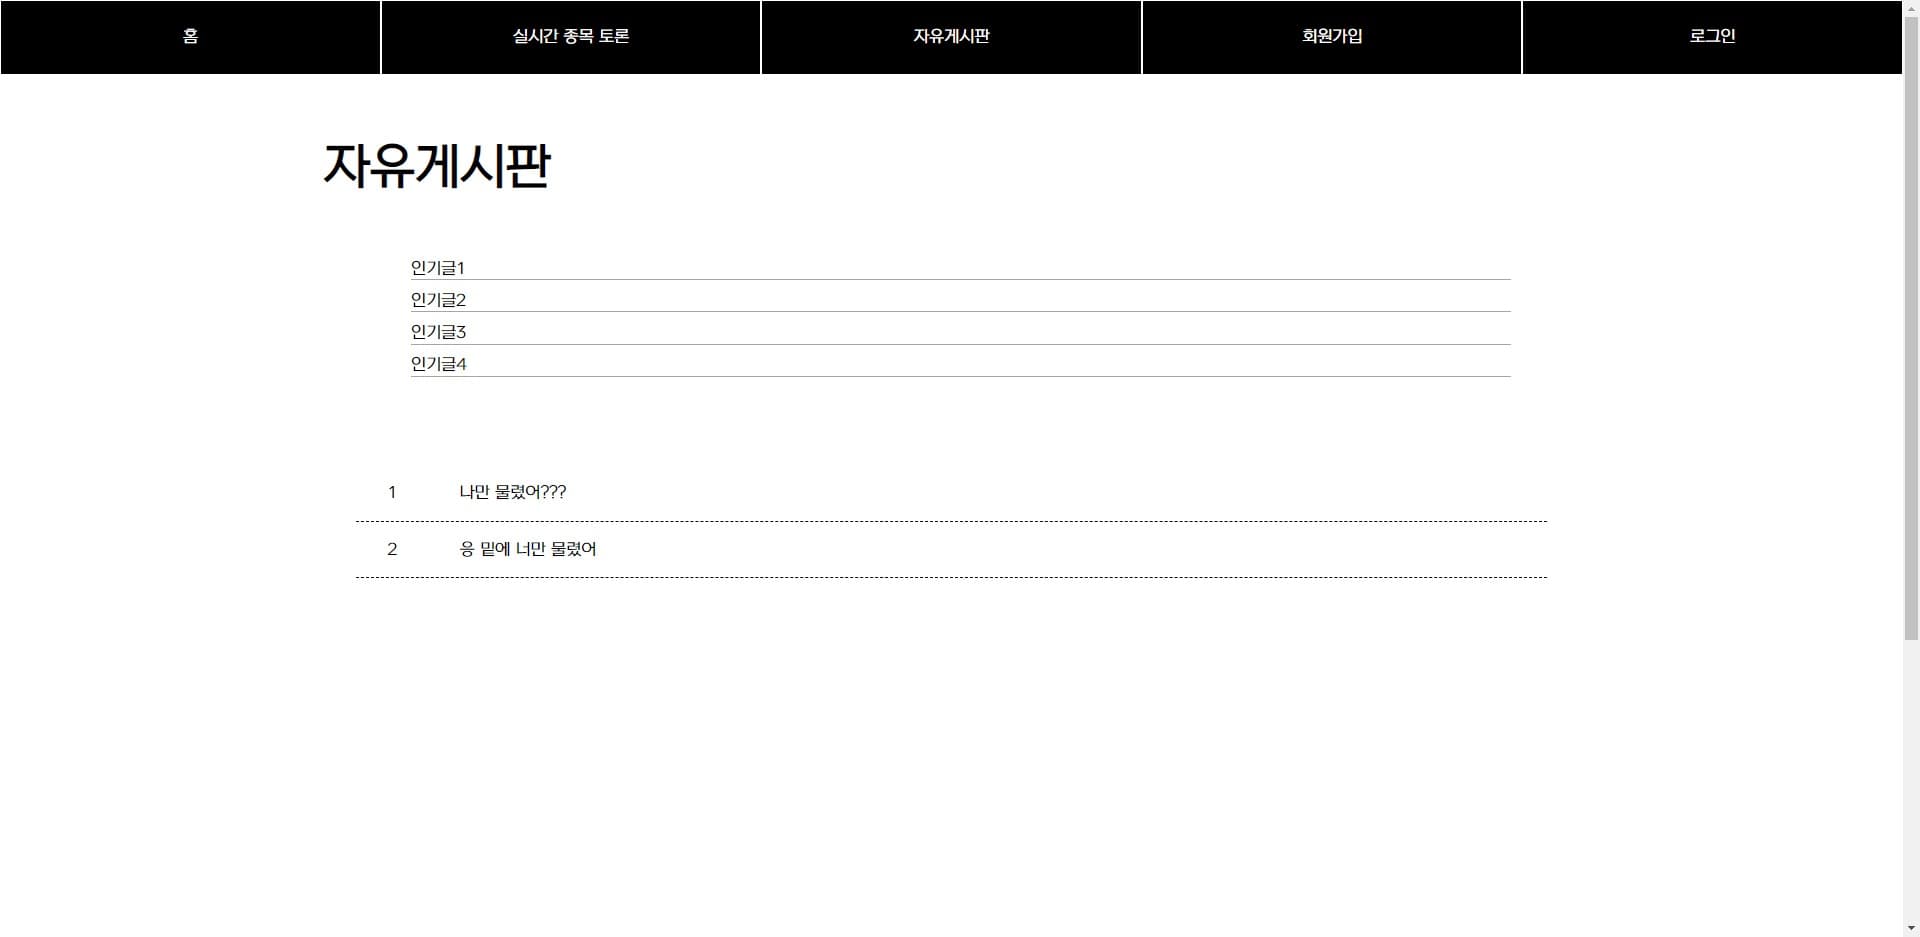 홈 실시간 종목 토론 자유게시판 회원가입 로그인
자유게시판
인기글1
인기글2
인기글3
인기글4
1 나만 물렸어???
2 응 밑에 너만 물렸어